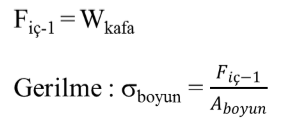 F_iç-1 = W_kafa
Gerilme : σ_boyun = F_iç−1 / A_boyun